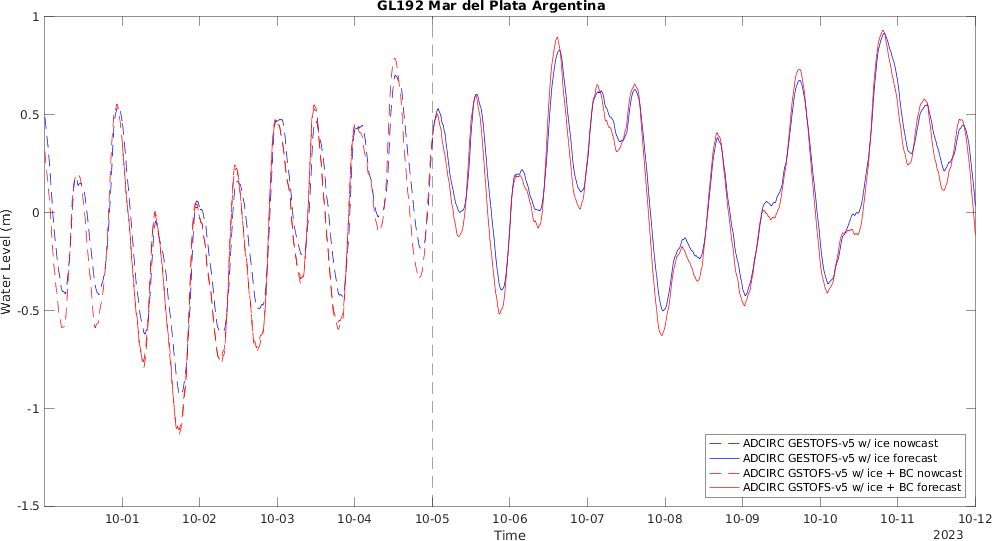 GL192 Mar del Plata Argentina
1
0.5
0
-0.5
-1
-1.5
Water Level (m)
10-01 10-02 10-03 10-04 10-05 10-06 10-07 10-08 10-09 10-10 10-11 10-12
Time
2023
ADCIRC GESTOFS-v5 w/ ice nowcast
ADCIRC GESTOFS-v5 w/ ice forecast
ADCIRC GSTOFS-v5 w/ ice + BC nowcast
ADCIRC GSTOFS-v5 w/ ice + BC forecast